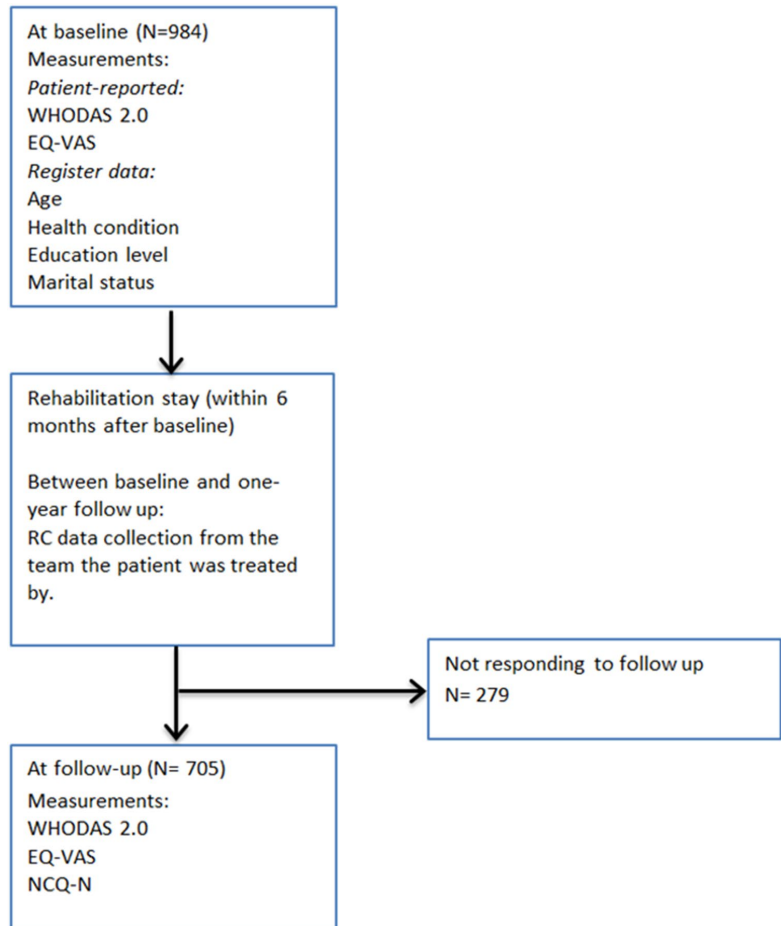 At baseline (N=984)
Measurements:
Patient-reported:
WHODAS 2.0
EQ-VAS
Register data:
Age
Health condition
Education level
Marital status
Rehabilitation stay (within 6
months after baseline)
Between baseline and one-
year follow up:
RC data collection from the
team the patient was treated
by.
Not responding to follow up
N= 279
At follow-up (N= 705)
Measurements:
WHODAS 2.0
EQ-VAS
NCQ-N